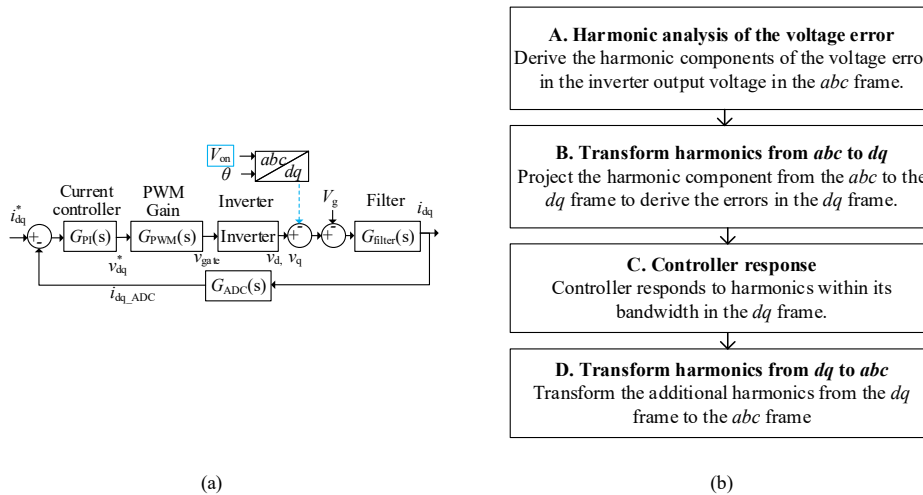 V_on
θ
abc
dq
Current
controller
PWM
Gain
Inverter
V_g
Filter
i*_dq
+
-
G_PI(s)
G_PWM(s)
Inverter
+
-
+
-
G_filter(s)
i_dq
v*_dq
v_gate
v_d, v_q
G_ADC(s)
i_dq_ADC
(a)
A. Harmonic analysis of the voltage error
Derive the harmonic components of the voltage error
in the inverter output voltage in the abc frame.
B. Transform harmonics from abc to dq
Project the harmonic component from the abc to the
dq frame to derive the errors in the dq frame.
C. Controller response
Controller responds to harmonics within its
bandwidth in the dq frame.
D. Transform harmonics from dq to abc
Transform the additional harmonics from the dq
frame to the abc frame
(b)